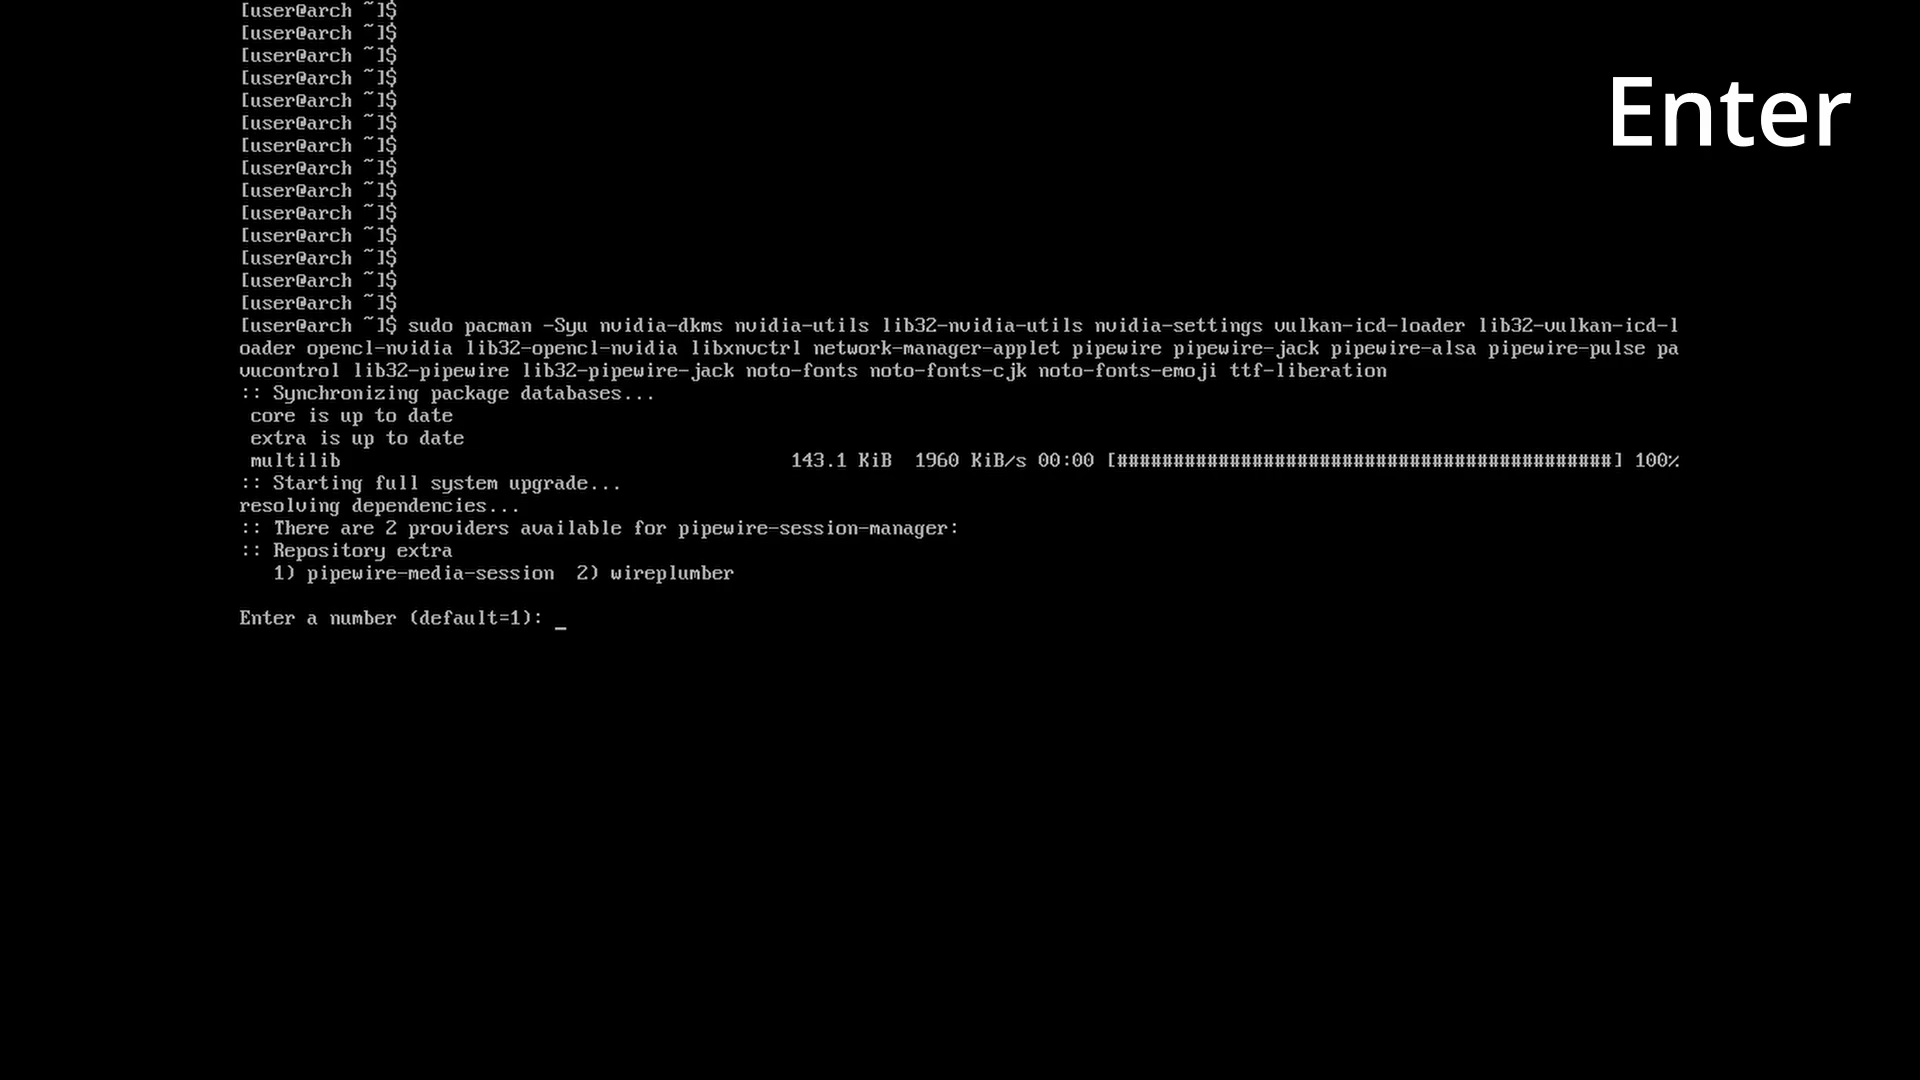 [user@arch ~]$
[user@arch ~]$
[user@arch ~]$
[user@arch ~]$
[user@arch ~]$
Enter
[user@arch ~]$
[user@arch ~]$
[user@arch ~]$
[user@arch ~]$
[user@arch ~]$
[user@arch ~]$
[user@arch ~]$
[user@arch ~]$
[user@arch ~]$
[user@arch ~]$ sudo pacman -Syu nvidia-dkms nvidia-utils lib32-nvidia-utils nvidia-settings vulkan-icd-loader lib32-vulkan-icd-l
oader opencl-nvidia lib32-opencl-nvidia libxnvctrl network-manager-applet pipewire pipewire-jack pipewire-alsa pipewire-pulse pa
vucontrol lib32-pipewire lib32-pipewire-jack noto-fonts noto-fonts-cjk noto-fonts-emoji ttf-liberation
:: Synchronizing package databases...
core is up to date
extra is up to date
multilib 143.1 KiB 1960 KiB/s 00:00 [############################################] 100%
:: Starting full system upgrade...
resolving dependencies...
:: There are 2 providers available for pipewire-session-manager:
:: Repository extra
1) pipewire-media-session 2) wireplumber
Enter a number (default=1): _